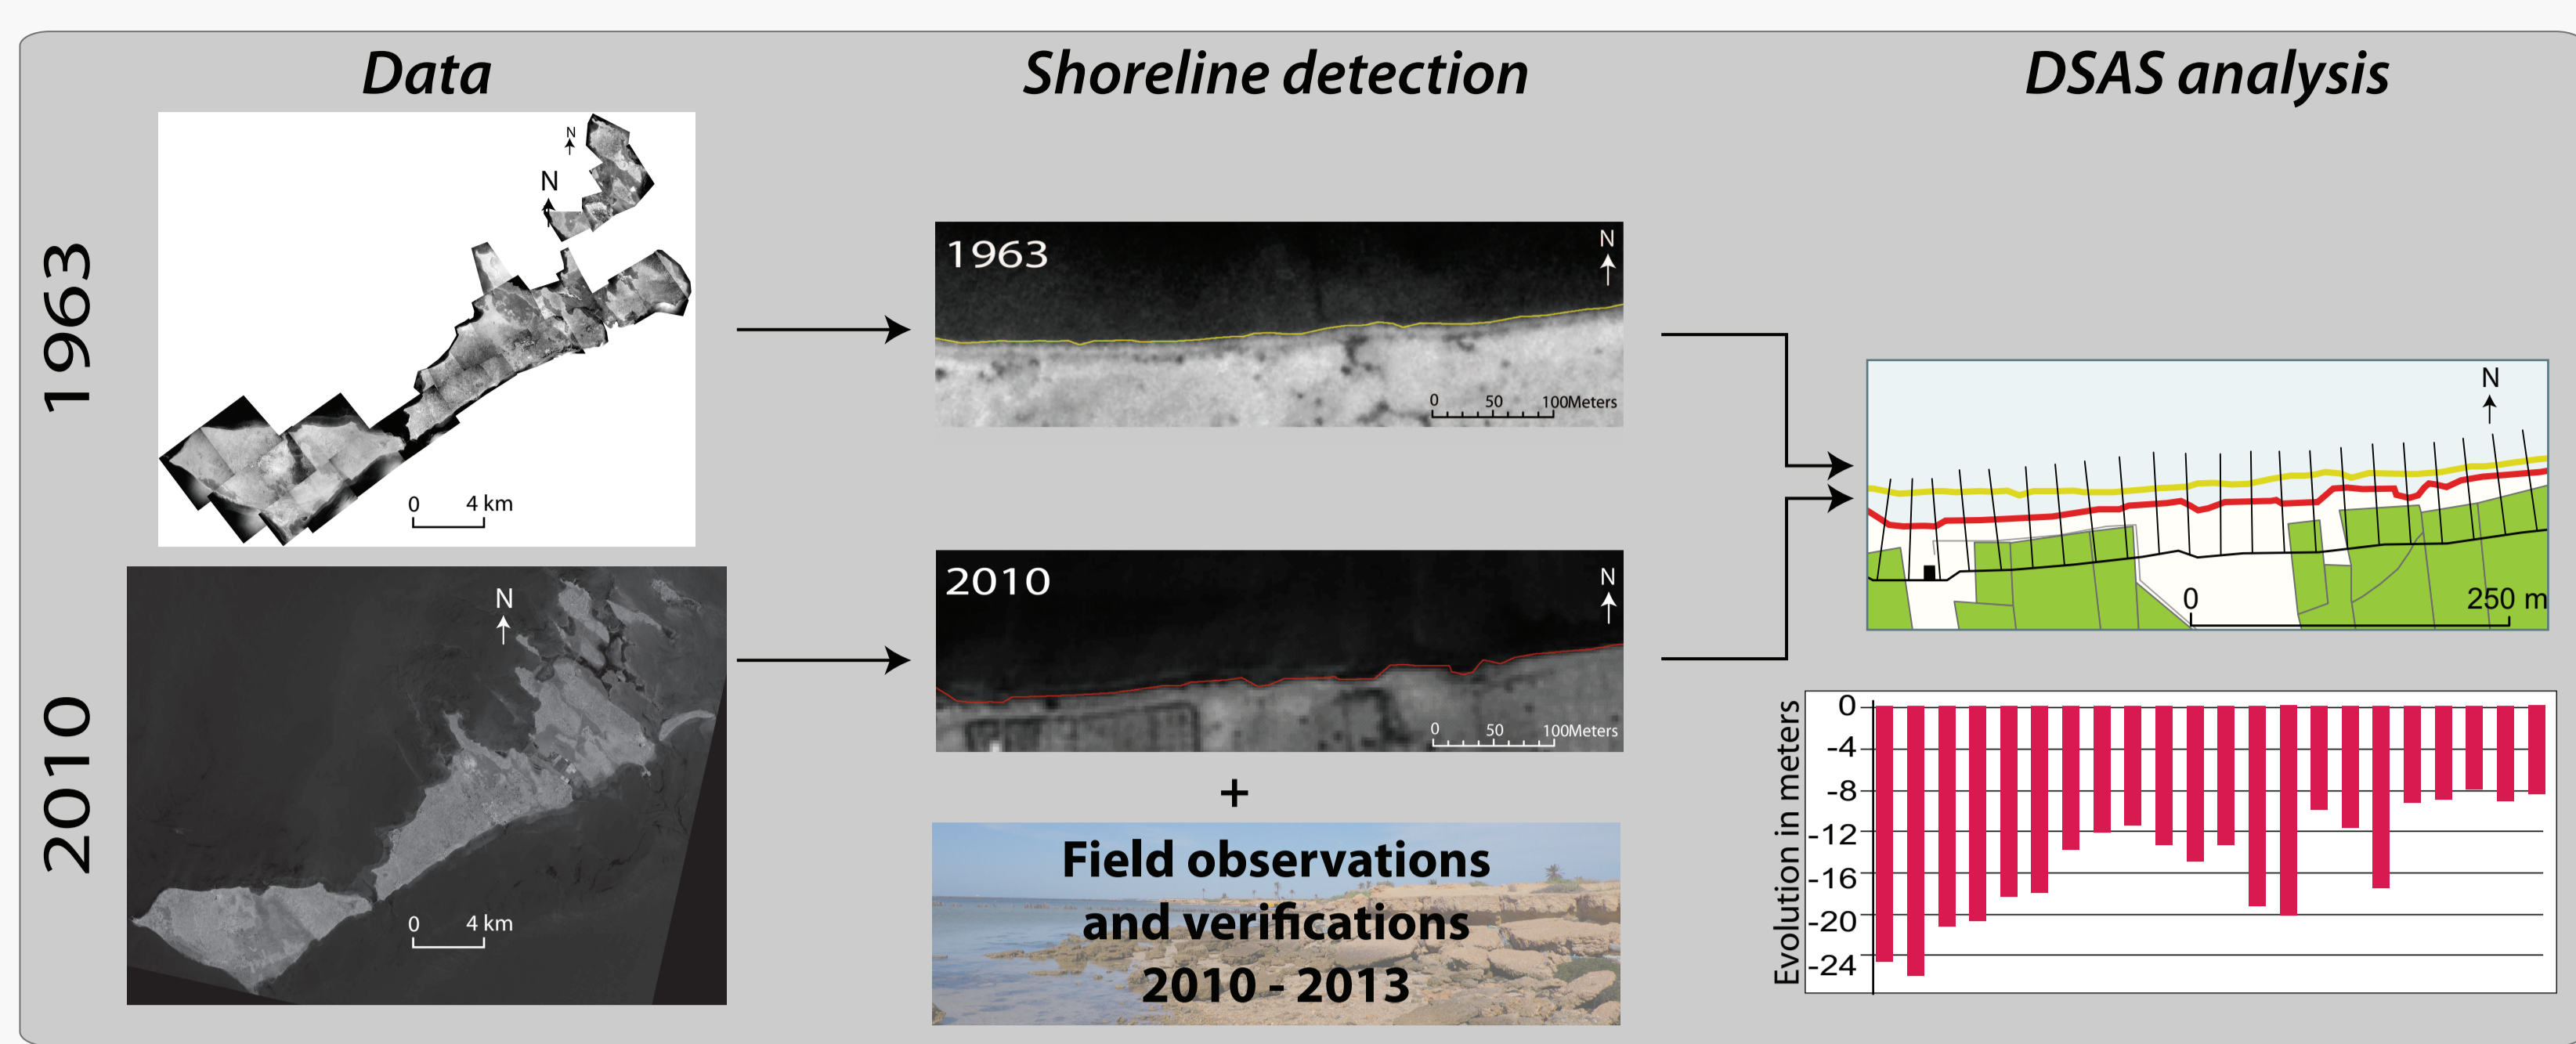 Data
Shoreline detection
DSAS analysis
1963
N
N
0 4 km
1963
N
0 50 100Meters
N
0 250 m
2010
N
0 4 km
2010
N
0 50 100Meters
+
Field observations
and verifications
2010 - 2013
Evolution in meters
0
-4
-8
-12
-16
-20
-24